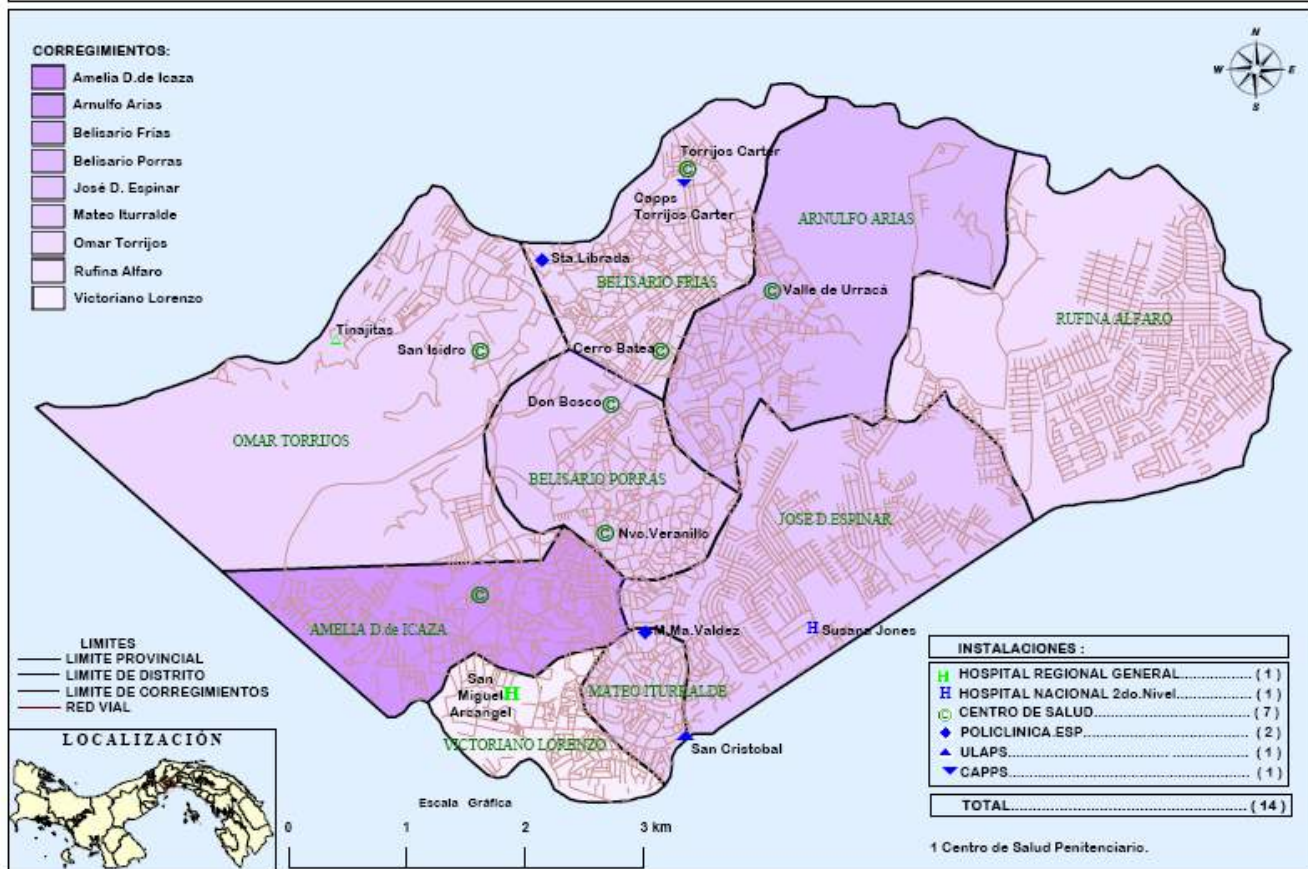 CORREGIMIENTOS:
Amelia D.de Icaza
Arnulfo Arias
Belisario Frías
Belisario Porras
José D. Espinar
Mateo Iturralde
Omar Torrijos
Rufina Alfaro
Victoriano Lorenzo
N
W E
S
Torrijos Carter
Capps
Torrijos Carter
ARNULFO ARIAS
Sta.Librada
BELISARIO FRIAS
Valle de Urracá
RUFINA ALFARO
Tinajitas
San Isidro
Cerro Batea
Don Bosco
OMAR TORRIJOS
BELISARIO PORRAS
JOSE D.ESPINAR
Nvo.Veranillo
AMELIA D.de ICAZA
M.Ma.Valdez
H Susana Jones
San
Miguel H
Arcangel
MATEO ITURRALDE
VICTORIANO LORENZO
San Cristobal
LIMITES
LIMITE PROVINCIAL
LIMITE DE DISTRITO
LIMITE DE CORREGIMIENTOS
RED VIAL
LOCALIZACIÓN
Escala Gráfica
0 1 2 3 km
INSTALACIONES :
H HOSPITAL REGIONAL GENERAL.................. ( 1 )
H HOSPITAL NACIONAL 2do.Nivel.................. ( 1 )
© CENTRO DE SALUD.................. ( 7 )
POLICLINICA.ESP.................. ( 2 )
ULAPS.................. ( 1 )
CAPPS.................. ( 1 )
TOTAL.................. ( 14 )
1 Centro de Salud Penitenciario.